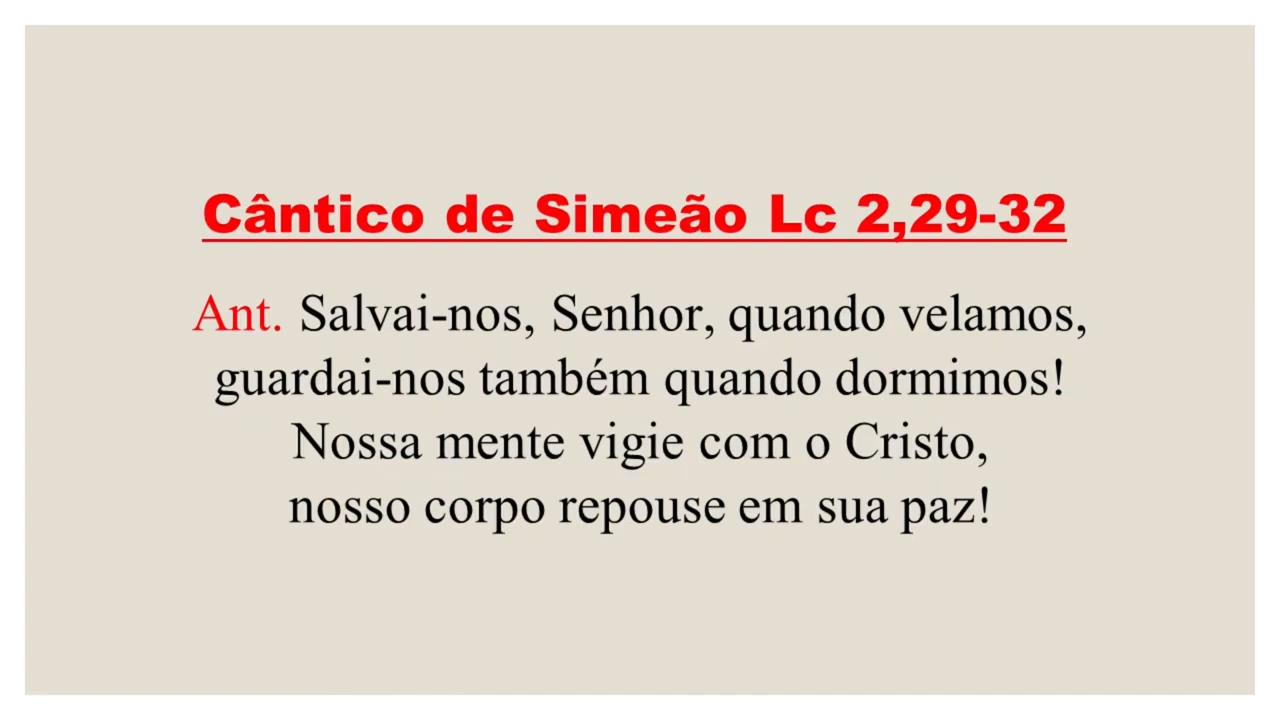 Cântico de Simeão Lc 2,29-32
Ant. Salvai-nos, Senhor, quando velamos,
guardai-nos também quando dormimos!
Nossa mente vigie com o Cristo,
nosso corpo repouse em sua paz!